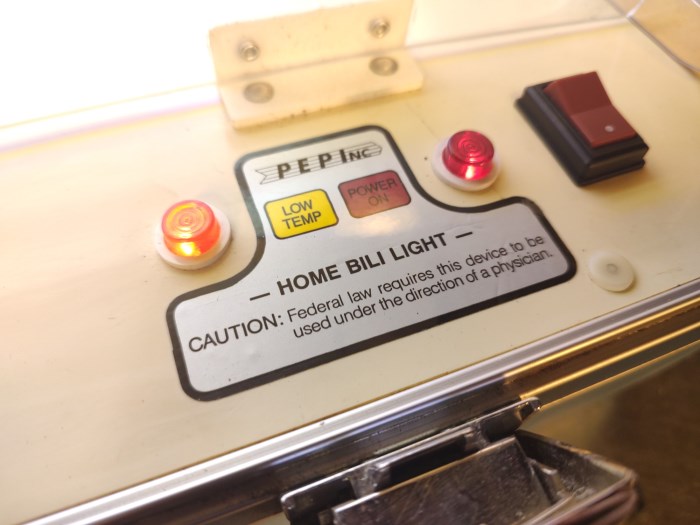 PEP INC
LOW
TEMP
POWER
ON
— HOME BILI LIGHT —
CAUTION: Federal law requires this device to be
used under the direction of a physician.